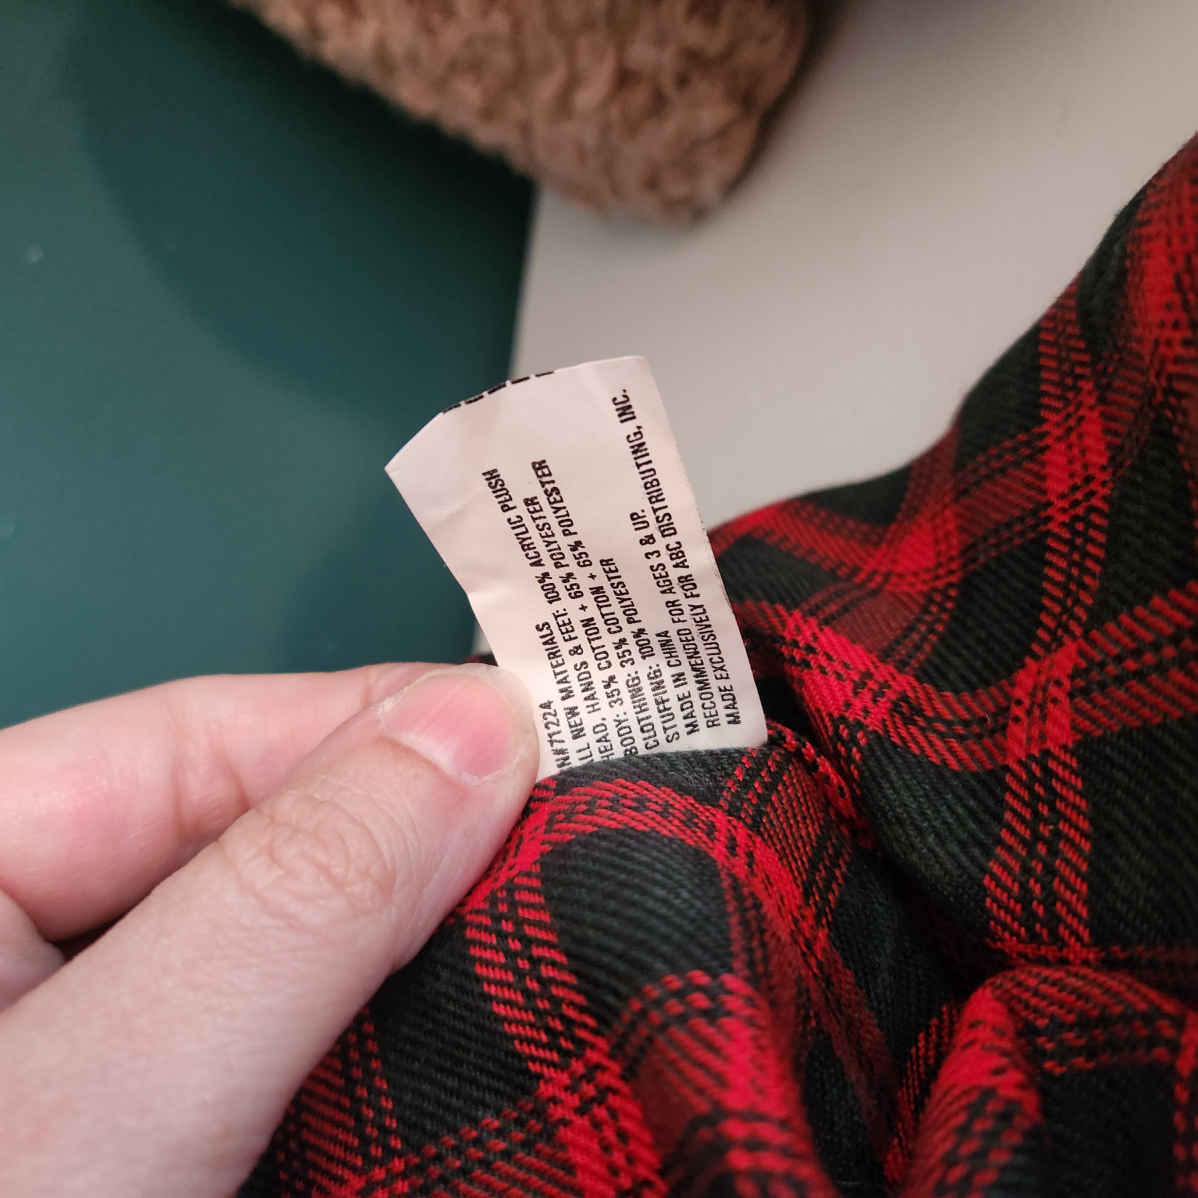 N#71224
LL NEW MATERIALS
HEAD, HANDS & FEET: 100% ACRYLIC PLUSH
BODY: 35% COTTON + 65% POLYESTER
CLOTHING: 35% COTTON + 65% POLYESTER
STUFFING: 100% POLYESTER
MADE IN CHINA
RECOMMENDED FOR AGES 3 & UP.
MADE EXCLUSIVELY FOR ABC DISTRIBUTING, INC.